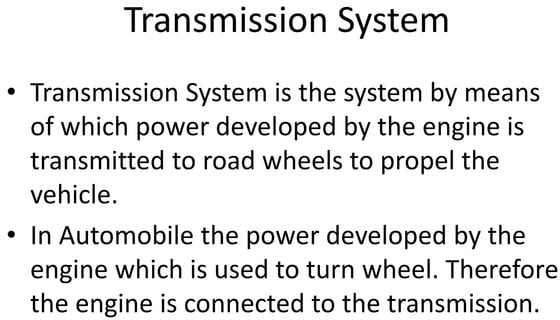 Transmission System
• Transmission System is the system by means
of which power developed by the engine is
transmitted to road wheels to propel the
vehicle.
• In Automobile the power developed by the
engine which is used to turn wheel. Therefore
the engine is connected to the transmission.